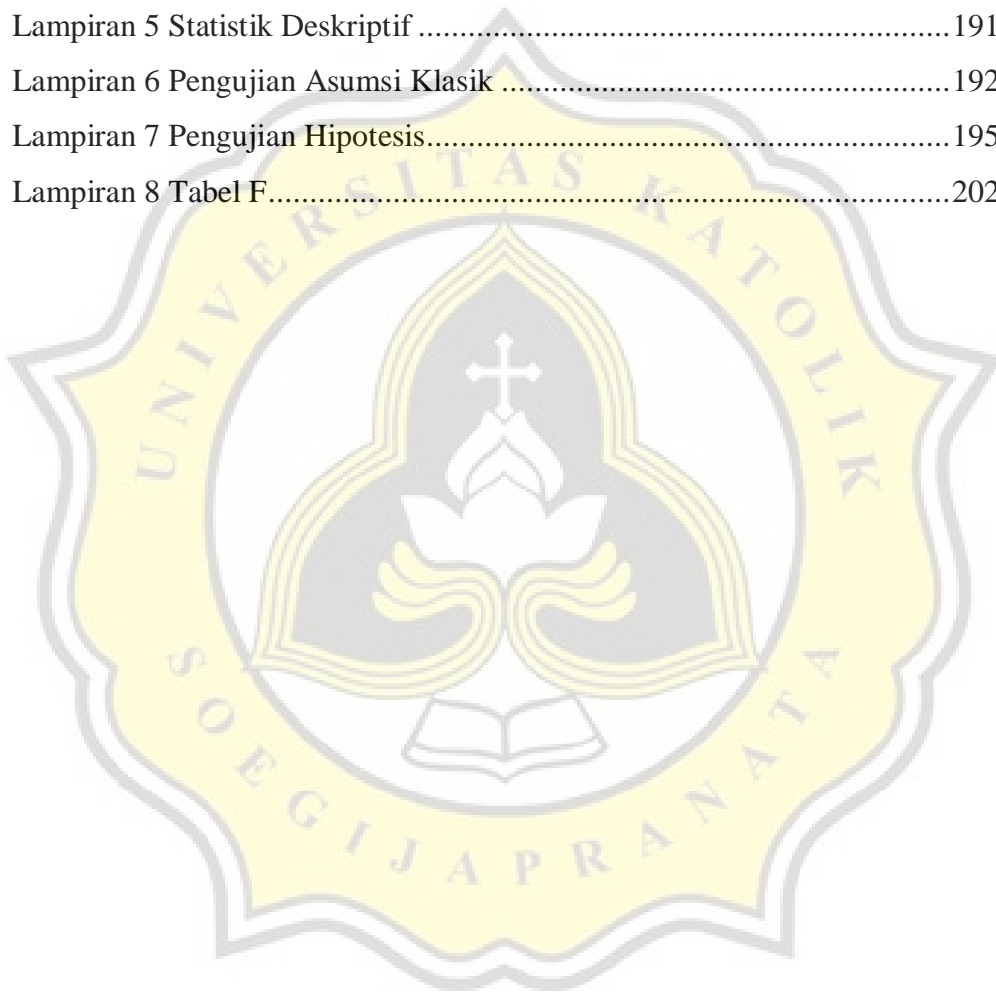 Lampiran 5 Statistik Deskriptif ........................................................................191
Lampiran 6 Pengujian Asumsi Klasik .............................................................192
Lampiran 7 Pengujian Hipotesis.......................................................................195
Lampiran 8 Tabel F............................................................................................202
UNIVERSITAS KATOLIK
SOEGIJAPRANATA